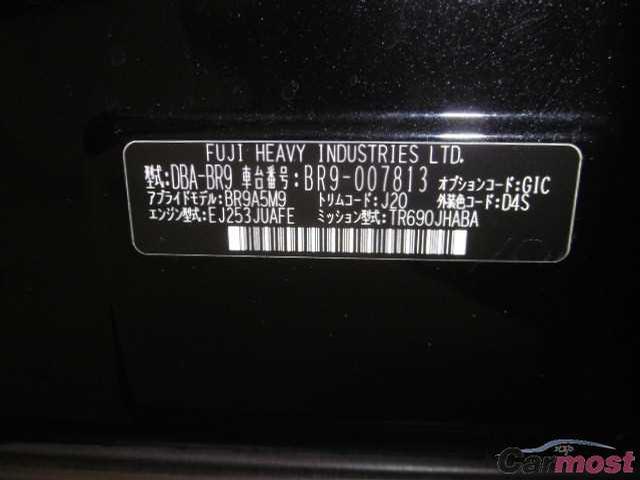 FUJI HEAVY INDUSTRIES LTD.
型式:DBA-BR9 車台番号:BR9-007813 オプションコード:GIC
アプライドモデル:BR9A5M9 トリムコード:J20 外装色コード:D4S
エンジン型式:EJ253JUAFE ミッション型式:TR690JHABA
Carmost